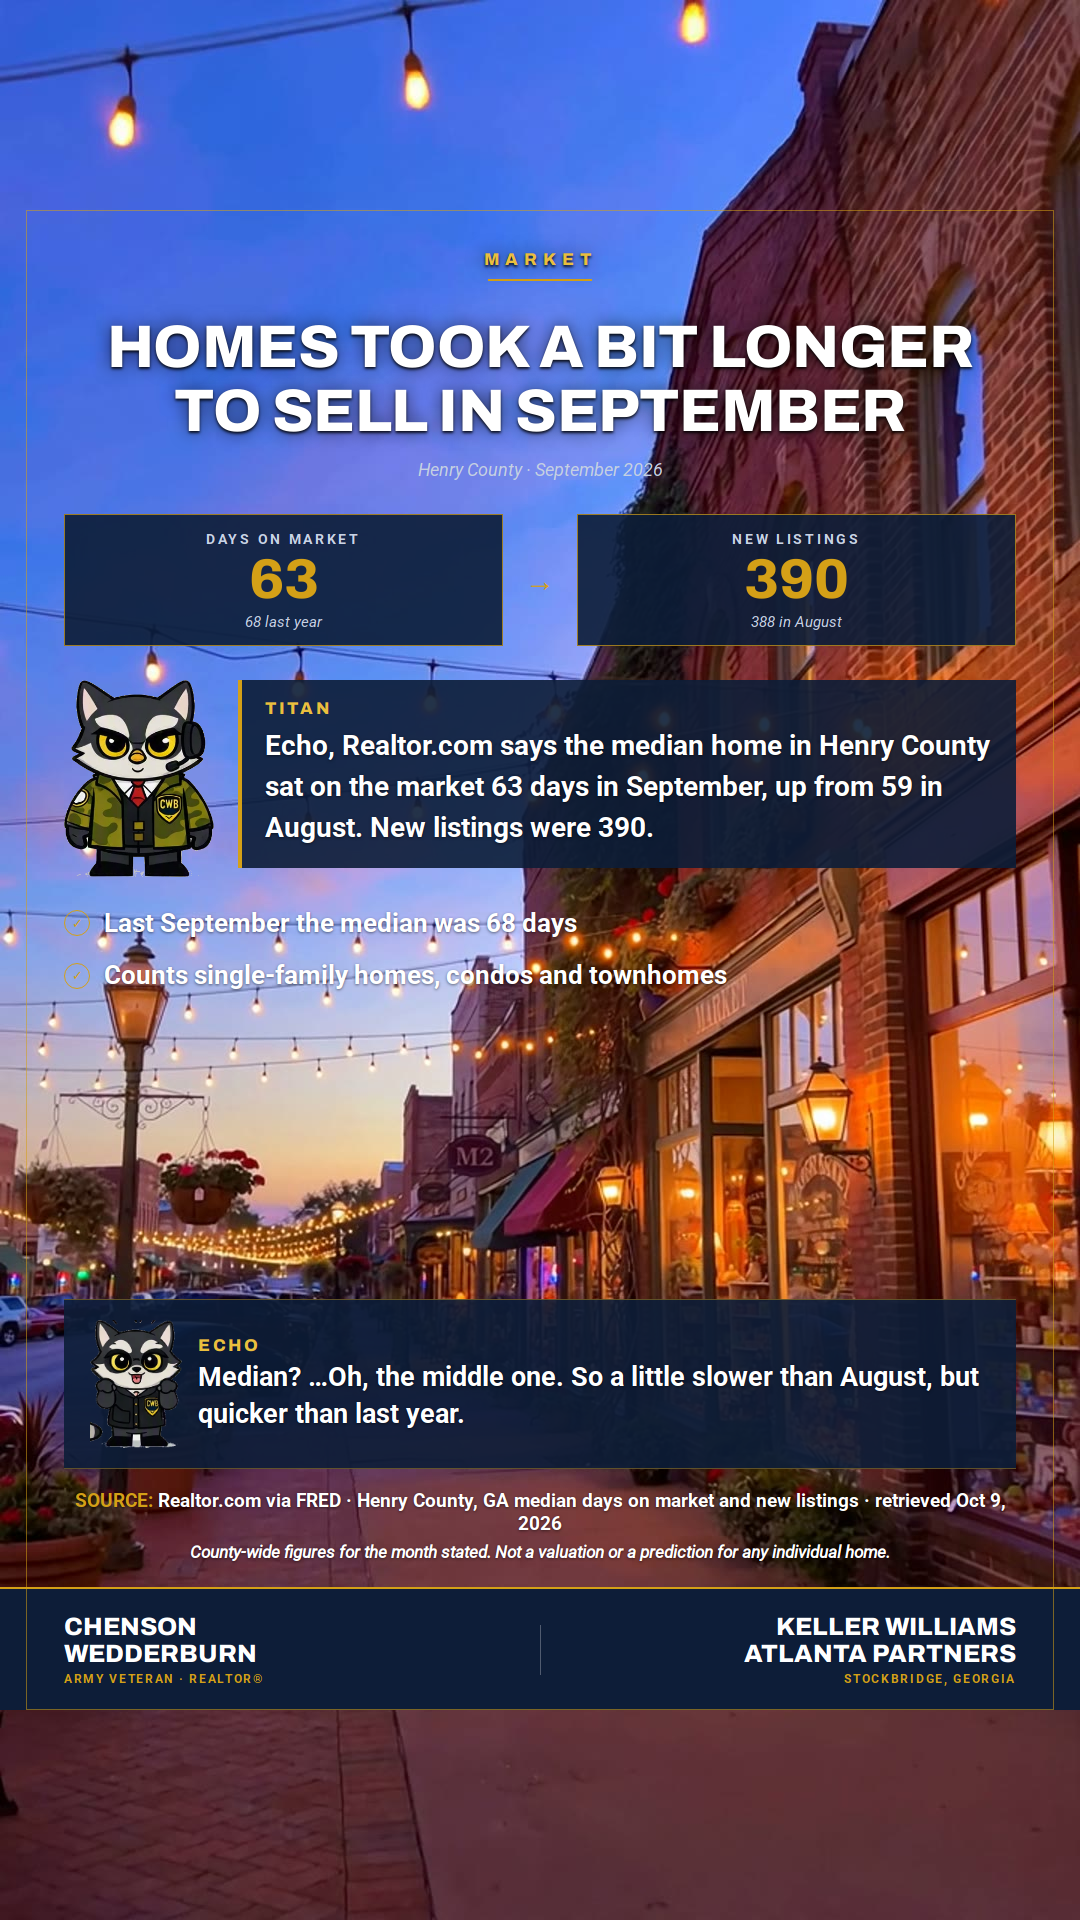 MARKET
HOMES TOOK A BIT LONGER
TO SELL IN SEPTEMBER
Henry County · September 2026
DAYS ON MARKET
63
68 last year
→
NEW LISTINGS
390
388 in August
TITAN
Echo, Realtor.com says the median home in Henry County
sat on the market 63 days in September, up from 59 in
August. New listings were 390.
CWB
Last September the median was 68 days
Counts single-family homes, condos and townhomes
MARKET
M2
ECHO
Median? ...Oh, the middle one. So a little slower than August, but
quicker than last year.
CWB
SOURCE: Realtor.com via FRED · Henry County, GA median days on market and new listings · retrieved Oct 9,
2026
County-wide figures for the month stated. Not a valuation or a prediction for any individual home.
CHENSON
WEDDERBURN
ARMY VETERAN · REALTOR®
KELLER WILLIAMS
ATLANTA PARTNERS
STOCKBRIDGE, GEORGIA